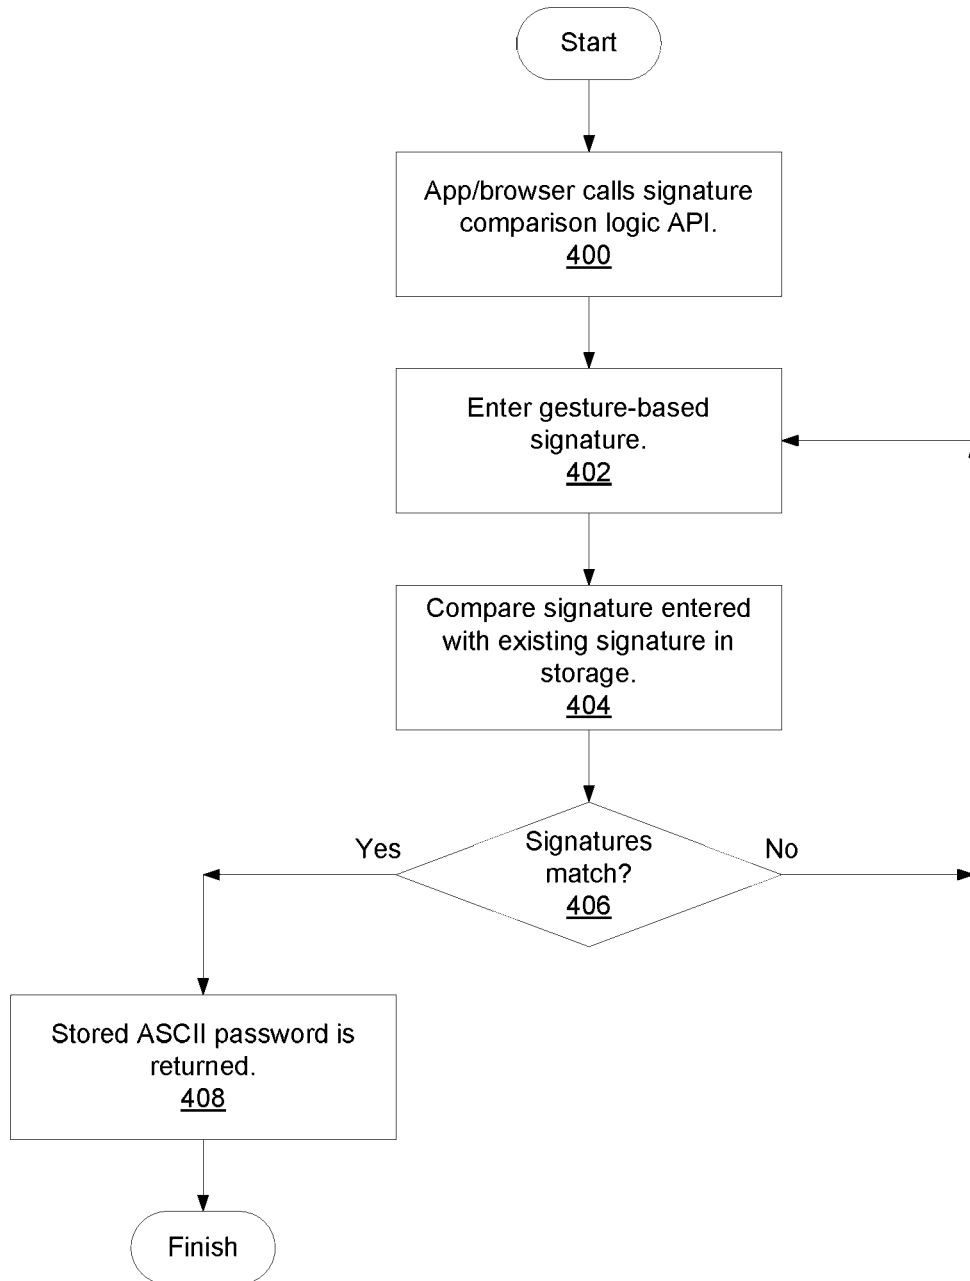 Start
App/browser calls signature
comparison logic API.
400
Enter gesture-based
signature.
402
Compare signature entered
with existing signature in
storage.
404
Yes
Signatures
match?
406
No
Stored ASCII password is
returned.
408
Finish